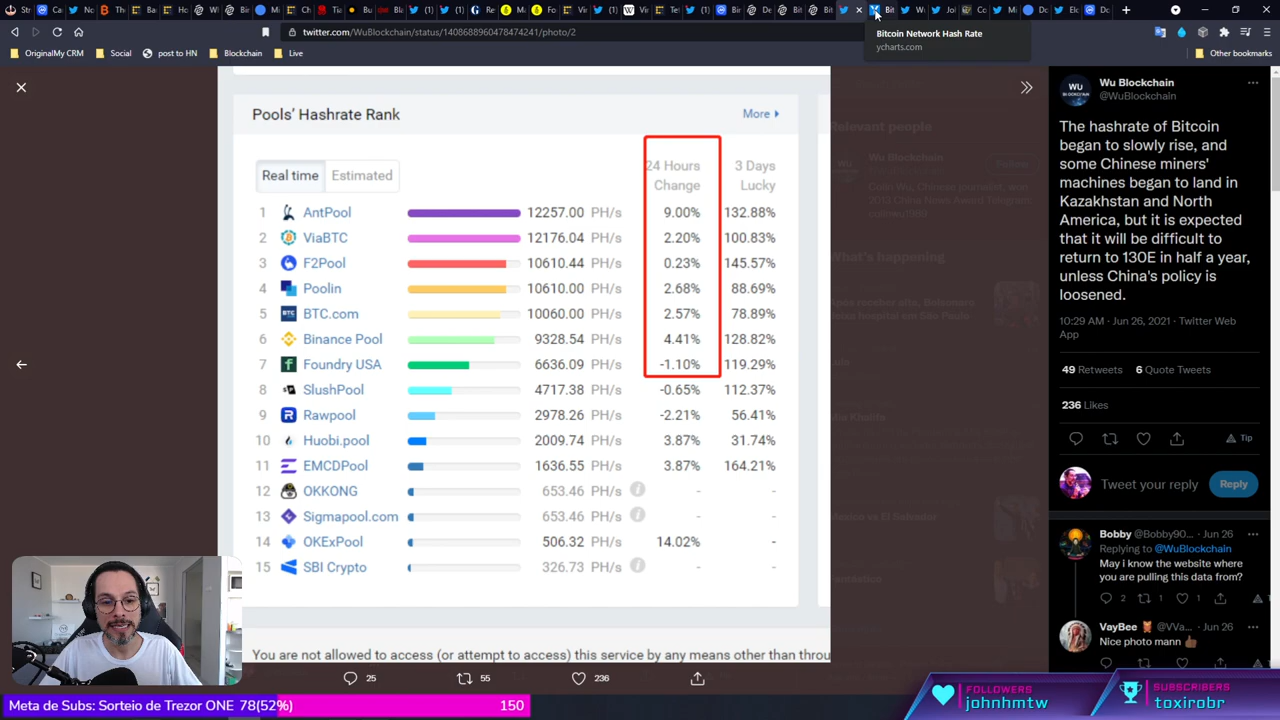 Bitcoin Network Hash Rate
ycharts.com
twitter.com/WuBlockchain/status/1408688960478474241/photo/2
OriginalMy CRM
Social
post to HN
Blockchain
Live
Other bookmarks
Pools' Hashrate Rank
More
Real time
Estimated
24 Hours Change
3 Days Lucky
1 AntPool 12257.00 PH/s 9.00% 132.88%
2 ViaBTC 12176.04 PH/s 2.20% 100.83%
3 F2Pool 10610.44 PH/s 0.23% 145.57%
4 Poolin 10610.00 PH/s 2.68% 88.69%
5 BTC.com 10060.00 PH/s 2.57% 78.89%
6 Binance Pool 9328.54 PH/s 4.41% 128.82%
7 Foundry USA 6636.09 PH/s -1.10% 119.29%
8 SlushPool 4717.38 PH/s -0.65% 112.37%
9 Rawpool 2978.26 PH/s -2.21% 56.41%
10 Huobi.pool 2009.74 PH/s 3.87% 31.74%
11 EMCDPool 1636.55 PH/s 3.87% 164.21%
12 OKKONG 653.46 PH/s - -
13 Sigmapool.com 653.46 PH/s - -
14 OKExPool 506.32 PH/s 14.02% -
15 SBI Crypto 326.73 PH/s - -
You are not allowed to access (or attempt to access) this service by any means other than throu
25
55
236
Relevant people
Wu Blockchain
@WuBlockchain
Follow
What's happening
Wu Blockchain
@WuBlockchain
The hashrate of Bitcoin
began to slowly rise, and
some Chinese miners'
machines began to land in
Kazakhstan and North
America, but it is expected
that it will be difficult to
return to 130E in half a year,
unless China's policy is
loosened.
10:29 AM · Jun 26, 2021 · Twitter Web
App
49 Retweets 6 Quote Tweets
236 Likes
Tip
Tweet your reply
Reply
Bobby @Bobby90... · Jun 26
Replying to @WuBlockchain
May i know the website where
you are pulling this data from?
2 1 1
VayBee @VVa... · Jun 26
Nice photo mann
Meta de Subs: Sorteio de Trezor ONE 78(52%) 150
FOLLOWERS
johnhmtw
SUBSCRIBERS
toxirobr